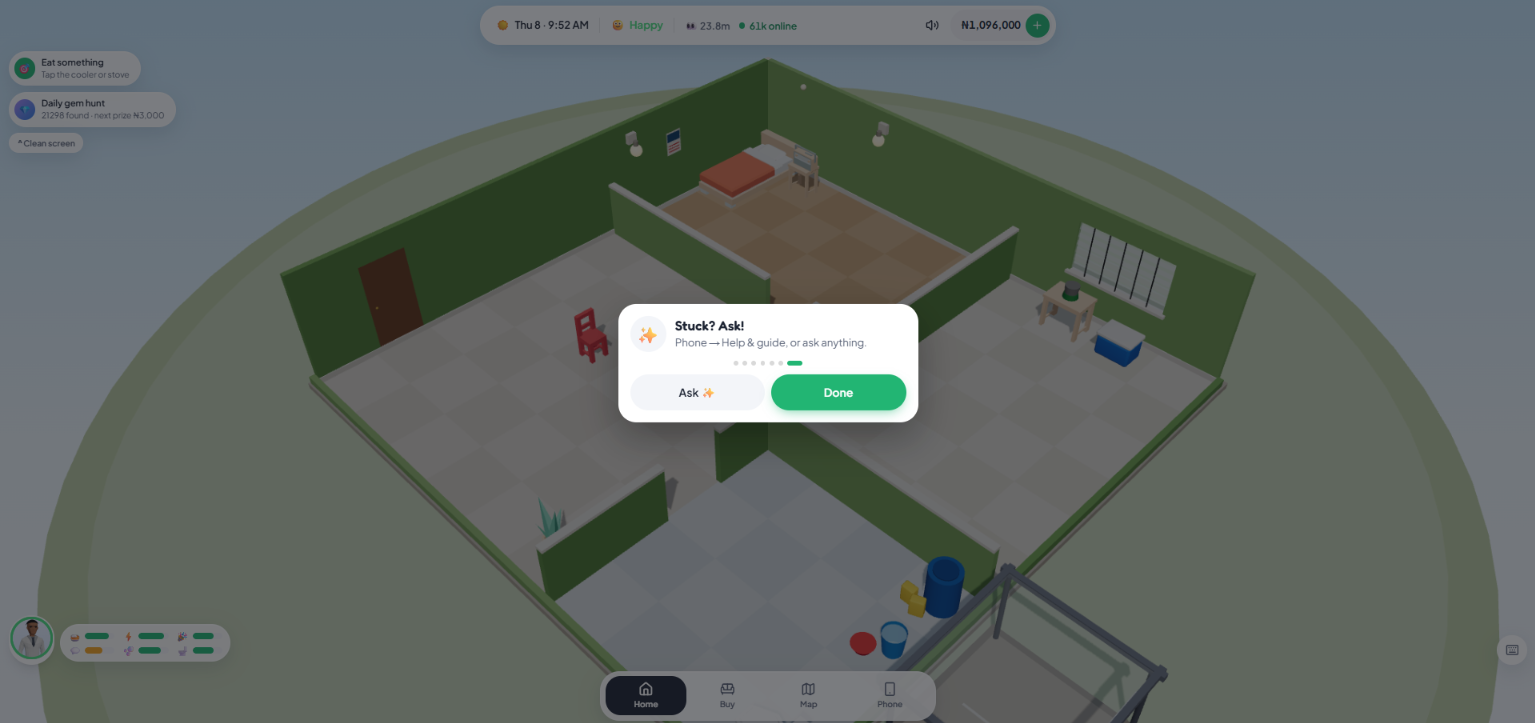 Thu 8 · 9:52 AM
Happy
23.8m
61k online
₦1,096,000
Eat something
Tap the cooler or stove
Daily gem hunt
21298 found · next prize ₦3,000
^ Clean screen
Stuck? Ask!
Phone → Help & guide, or ask anything.
Ask ✨
Done
Home
Buy
Map
Phone